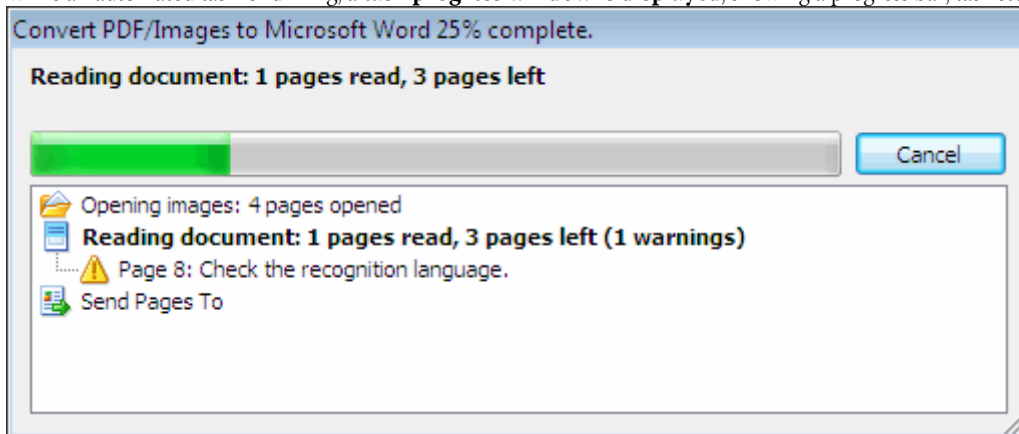 Convert PDF/Images to Microsoft Word 25% complete.
Reading document: 1 pages read, 3 pages left
Cancel
Opening images: 4 pages opened
Reading document: 1 pages read, 3 pages left (1 warnings)
Page 8: Check the recognition language.
Send Pages To